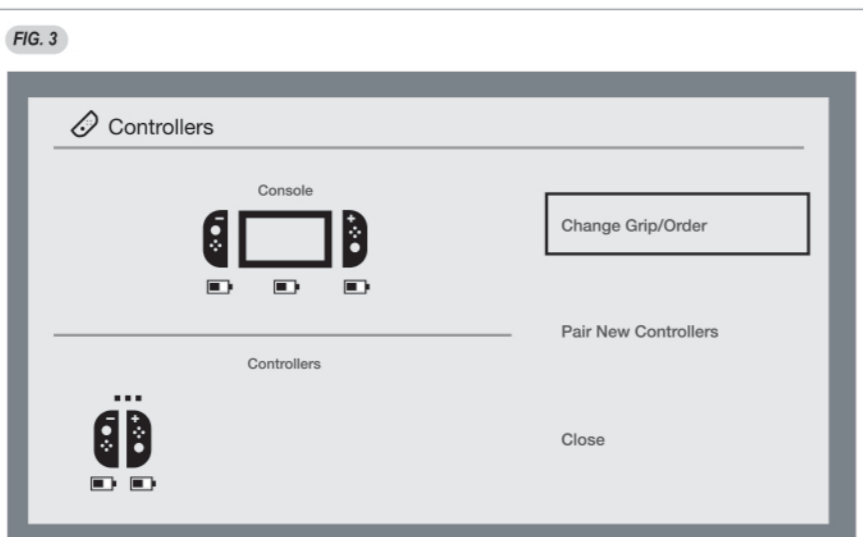 FIG. 3
Controllers
Console
Change Grip/Order
Pair New Controllers
Controllers
Close